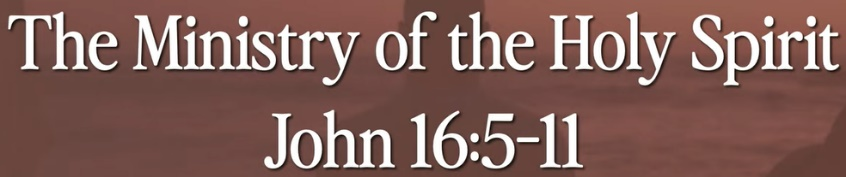 The Ministry of the Holy Spirit
John 16:5-11